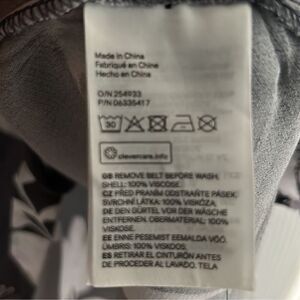 Made in China
Fabriqué en Chine
Hecho en China
O/N 254933
P/N 06335417
30
clevercare.info
GB REMOVE BELT BEFORE WASH.
SHELL: 100% VISCOSE.
CZ PŘED PRANÍM ODSTRAŇTE PÁSEK.
SVRCHNÍ LÁTKA: 100% VISKÓZA.
DE DEN GÜRTEL VOR DER WÄSCHE
ENTFERNEN. OBERMATERIAL: 100%
VISKOSE.
EE ENNE PESEMIST EEMALDA VÖÖ.
ÜMBRIS: 100% VISKOOS.
ES RETIRAR EL CINTURÓN ANTES
DE PROCEDER AL LAVADO. TELA